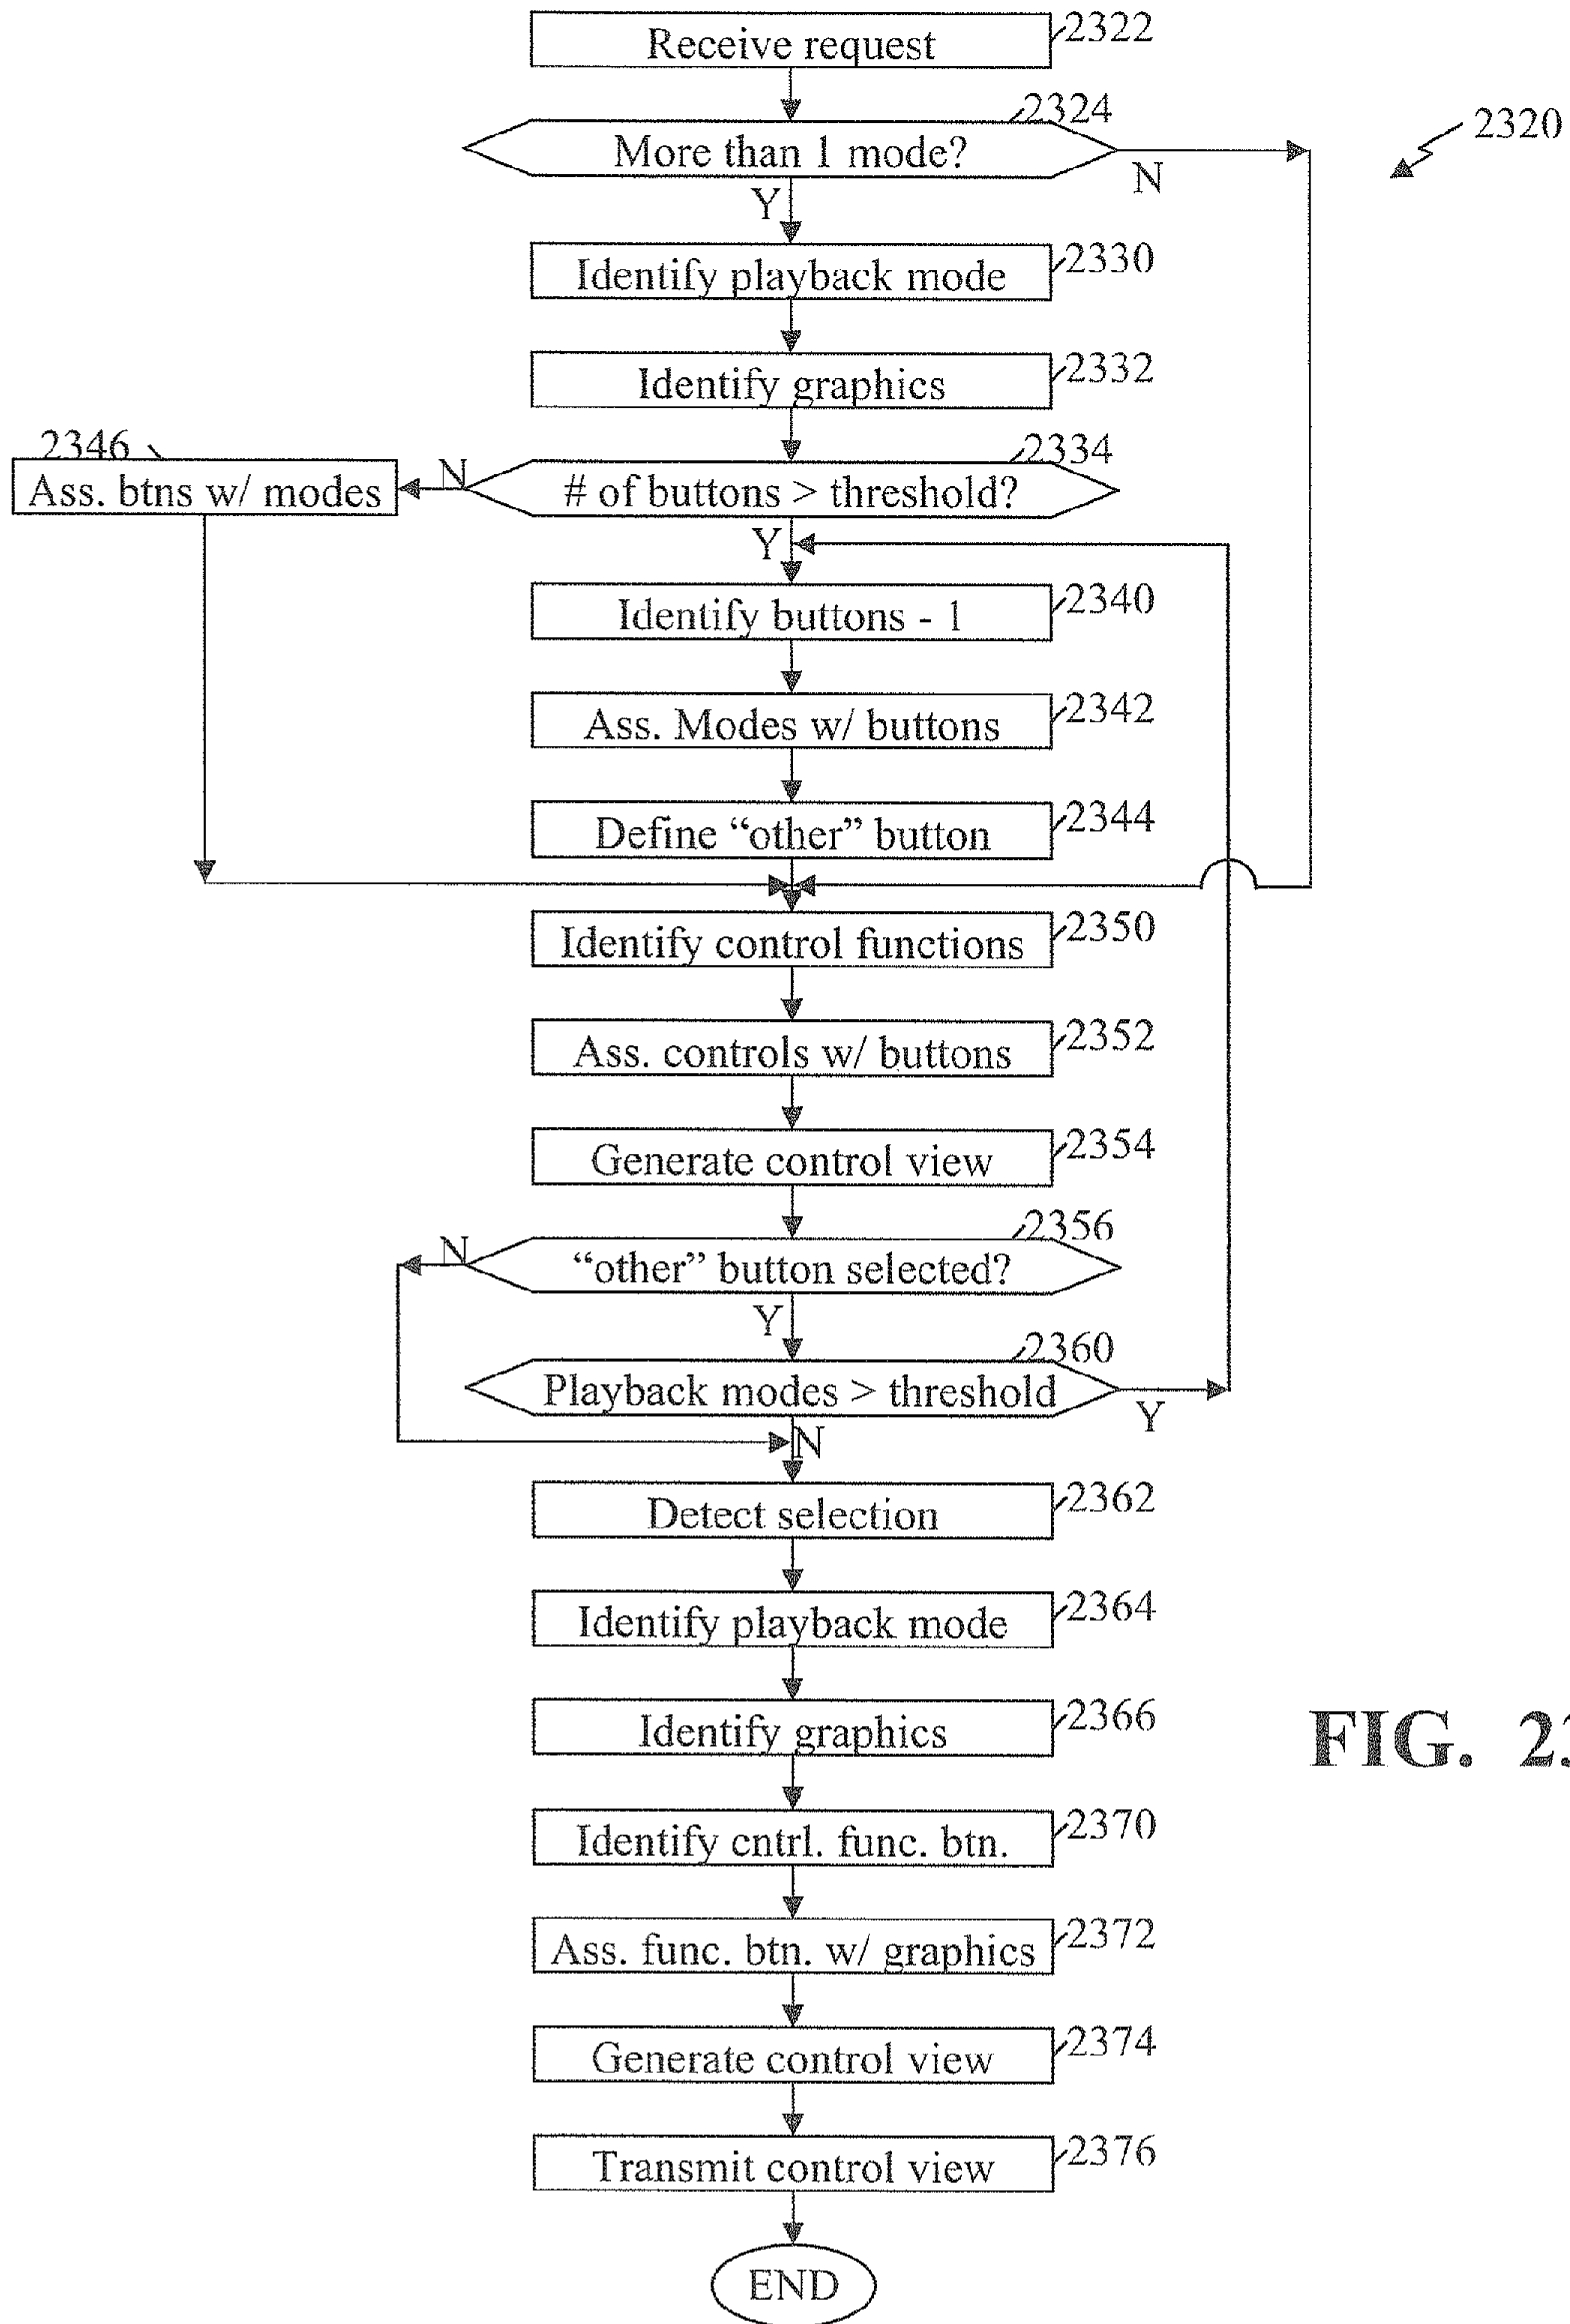 Receive request
2322
2324
More than 1 mode?
N
2320
Y
Identify playback mode
2330
Identify graphics
2332
2346
Ass. btns w/ modes
N
2334
# of buttons > threshold?
Y
Identify buttons - 1
2340
Ass. Modes w/ buttons
2342
Define “other” button
2344
Identify control functions
2350
Ass. controls w/ buttons
2352
Generate control view
2354
2356
N
“other” button selected?
Y
2360
Playback modes > threshold
Y
N
Detect selection
2362
Identify playback mode
2364
Identify graphics
2366
FIG.
Identify cntrl. func. btn.
2370
Ass. func. btn. w/ graphics
2372
Generate control view
2374
Transmit control view
2376
END